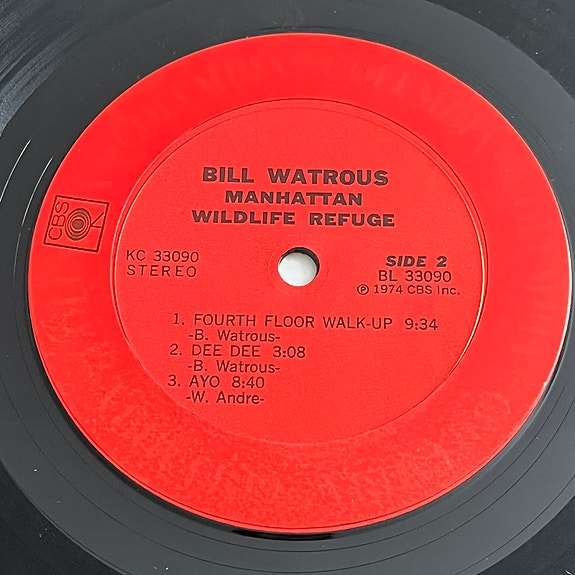 BILL WATROUS
MANHATTAN
WILDLIFE REFUGE
CBS
KC 33090
STEREO
SIDE 2
BL 33090
Ⓟ 1974 CBS Inc.
1. FOURTH FLOOR WALK-UP 9:34
-B. Watrous-
2. DEE DEE 3:08
-B. Watrous-
3. AYO 8:40
-W. Andre-